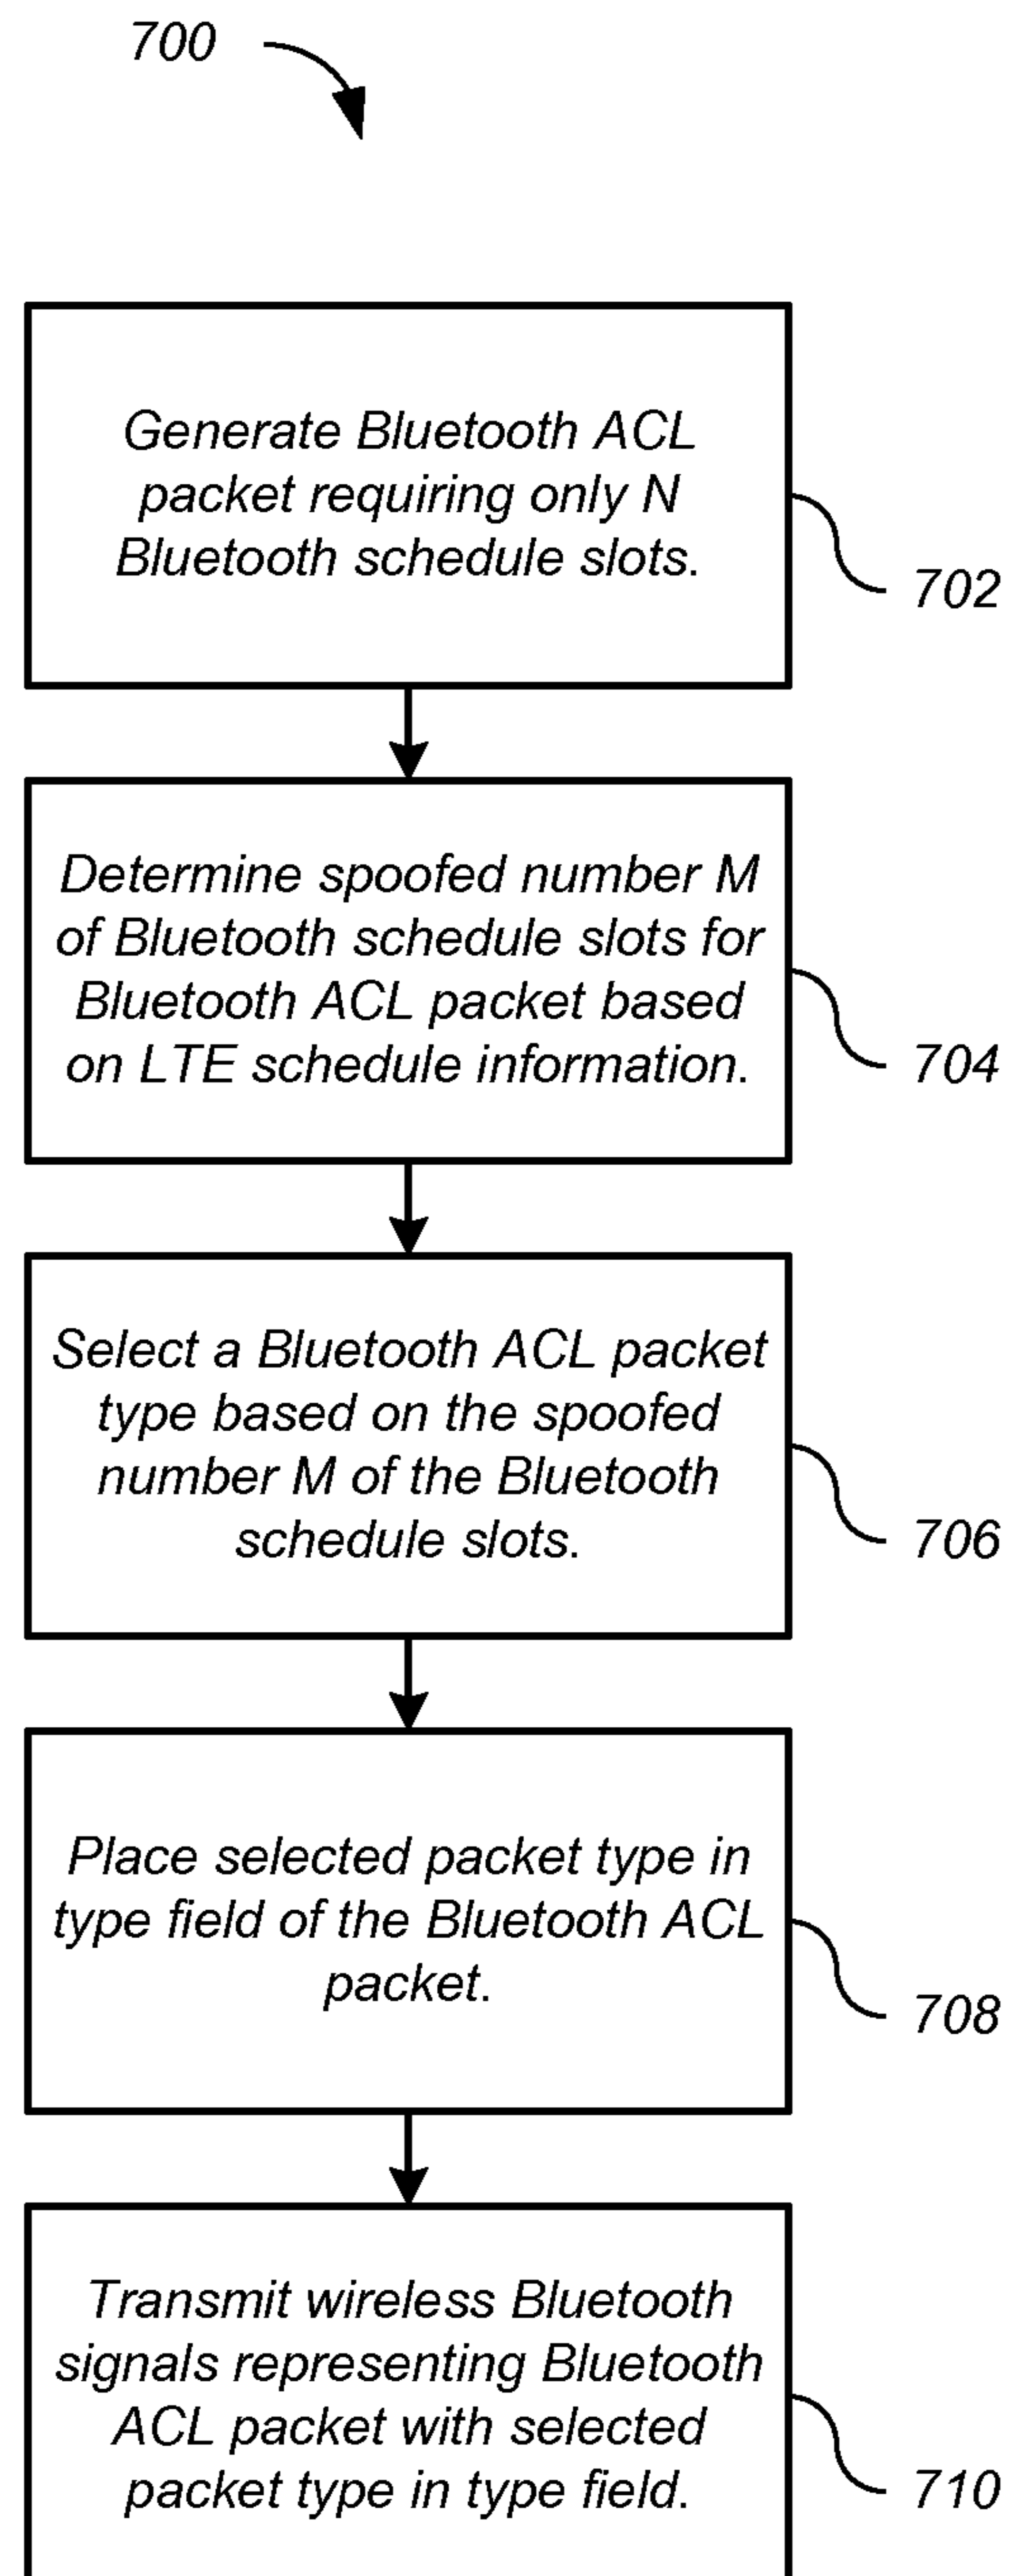 700
Generate Bluetooth ACL
packet requiring only N
Bluetooth schedule slots.
702
Determine spoofed number M
of Bluetooth schedule slots for
Bluetooth ACL packet based
on LTE schedule information.
704
Select a Bluetooth ACL packet
type based on the spoofed
number M of the Bluetooth
schedule slots.
706
Place selected packet type in
type field of the Bluetooth ACL
packet.
708
Transmit wireless Bluetooth
signals representing Bluetooth
ACL packet with selected
packet type in type field.
710